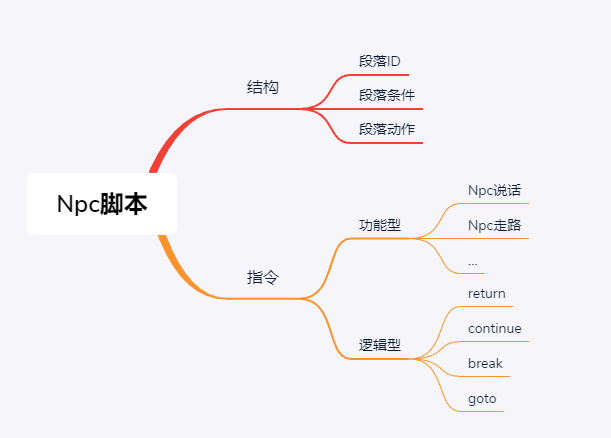 Npc脚本
结构
段落ID
段落条件
段落动作
指令
功能型
Npc说话
Npc走路
...
逻辑型
return
continue
break
goto